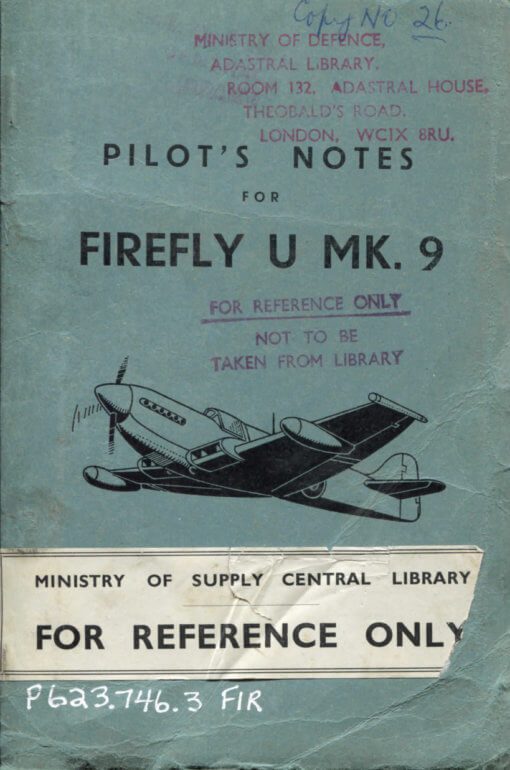 Copy No 26.
MINISTRY OF DEFENCE,
ADASTRAL LIBRARY.
ROOM 132. ADASTRAL HOUSE,
THEOBALD'S ROAD.
LONDON, WC1X 8RU.
PILOT'S NOTES
FOR
FIREFLY U MK. 9
FOR REFERENCE ONLY
NOT TO BE
TAKEN FROM LIBRARY
MINISTRY OF SUPPLY CENTRAL LIBRARY
FOR REFERENCE ONLY
P623.746.3 FIR